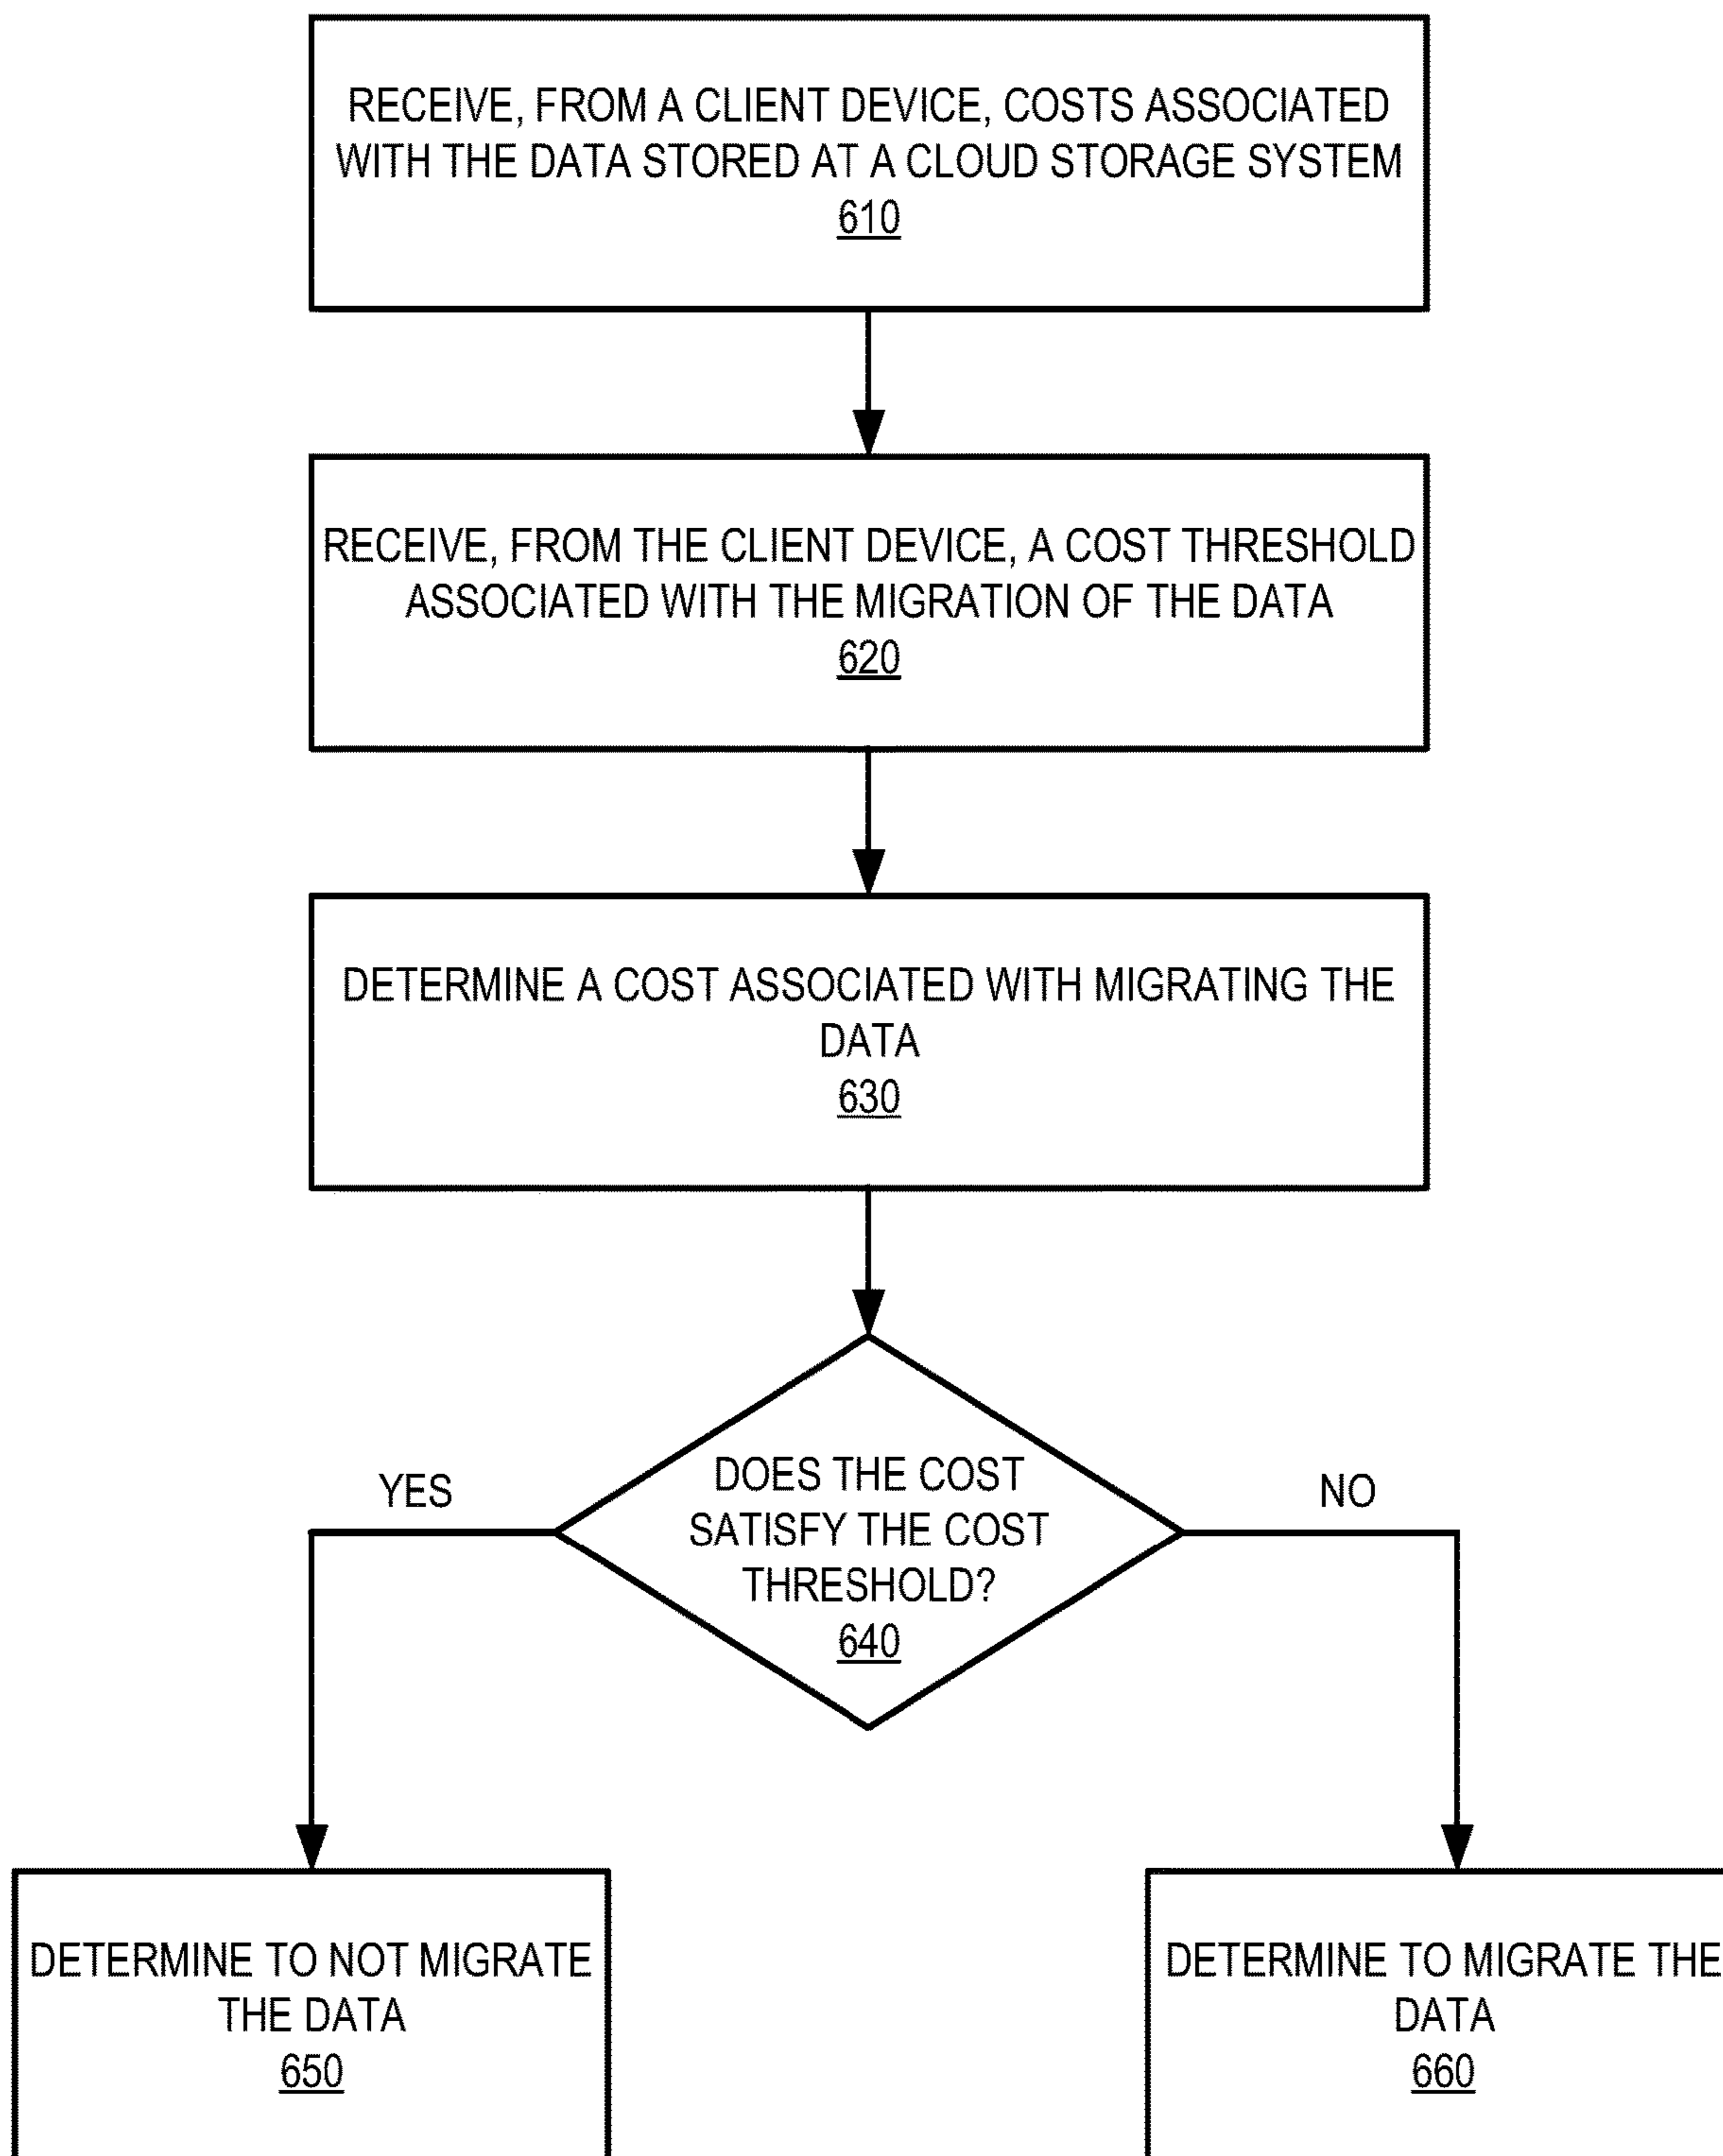 RECEIVE, FROM A CLIENT DEVICE, COSTS ASSOCIATED
WITH THE DATA STORED AT A CLOUD STORAGE SYSTEM
610
RECEIVE, FROM THE CLIENT DEVICE, A COST THRESHOLD
ASSOCIATED WITH THE MIGRATION OF THE DATA
620
DETERMINE A COST ASSOCIATED WITH MIGRATING THE
DATA
630
DOES THE COST
SATISFY THE COST
THRESHOLD?
640
YES
NO
DETERMINE TO NOT MIGRATE
THE DATA
650
DETERMINE TO MIGRATE THE
DATA
660